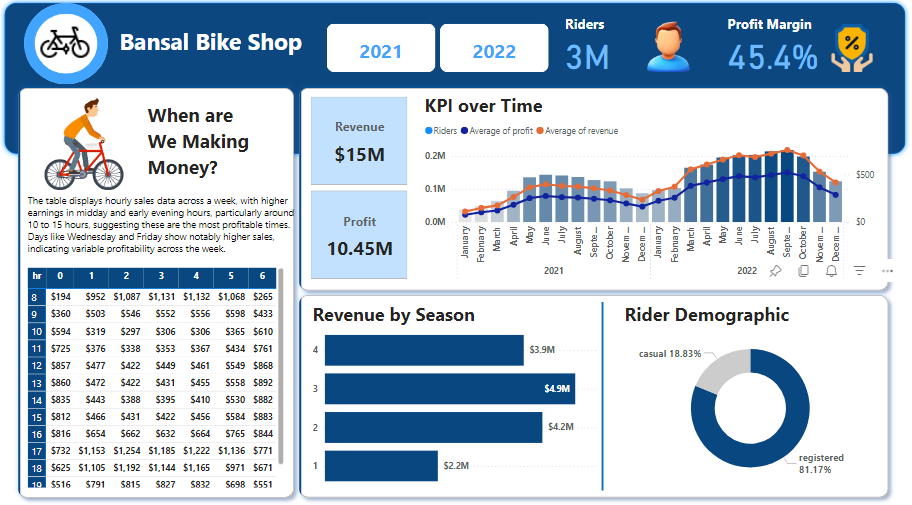 Bansal Bike Shop
2021
2022
Riders
3M
Profit Margin
45.4%
%
When are
We Making
Money?
The table displays hourly sales data across a week, with higher
earnings in midday and early evening hours, particularly around
10 to 15 hours, suggesting these are the most profitable times.
Days like Wednesday and Friday show notably higher sales,
indicating variable profitability across the week.
hr 0 1 2 3 4 5 6
8 $194 $952 $1,087 $1,131 $1,132 $1,068 $265
9 $360 $503 $546 $552 $556 $598 $433
10 $594 $319 $297 $306 $306 $365 $610
11 $725 $376 $338 $353 $367 $434 $761
12 $857 $477 $422 $449 $461 $549 $868
13 $860 $472 $422 $431 $455 $558 $892
14 $835 $443 $388 $395 $410 $530 $882
15 $812 $466 $431 $422 $456 $584 $883
16 $816 $654 $662 $632 $664 $765 $844
17 $732 $1,153 $1,254 $1,185 $1,222 $1,136 $771
18 $625 $1,105 $1,192 $1,144 $1,165 $971 $671
19 $516 $791 $815 $827 $832 $698 $551
Revenue
$15M
Profit
10.45M
KPI over Time
Riders Average of profit Average of revenue
0.2M
0.1M
0.0M
$500
$0
January
February
March
April
May
June
July
August
Septe...
October
Novem...
Decem...
January
February
March
April
May
June
July
August
Septe...
October
Novem...
Decem...
2021
2022
Revenue by Season
4 $3.9M
3 $4.9M
2 $4.2M
1 $2.2M
Rider Demographic
casual 18.83%
registered
81.17%